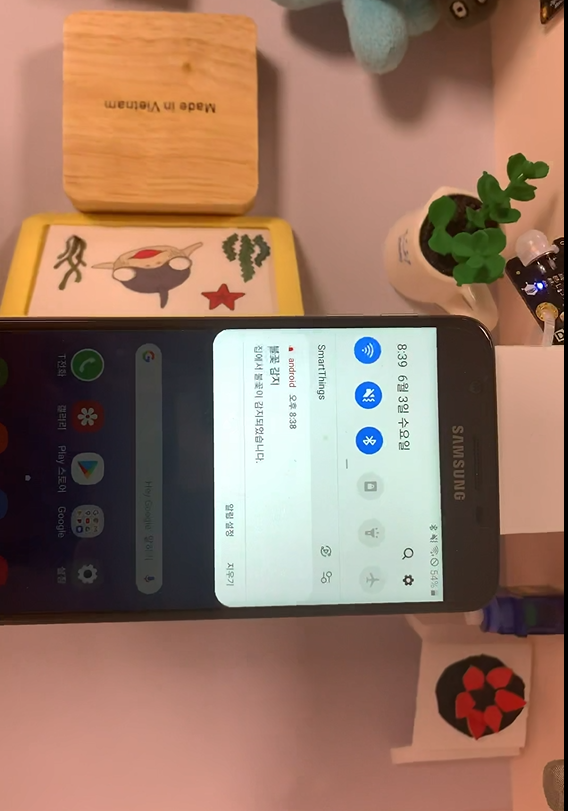 Made in Vietnam
SAMSUNG
54%
8:39 6월 3일 수요일
SmartThings
android 오후 8:38
불꽃 감지
집에서 불꽃이 감지되었습니다.
알림 설정 지우기
Hey Google
T전화 갤러리 Play 스토어 Google 설정